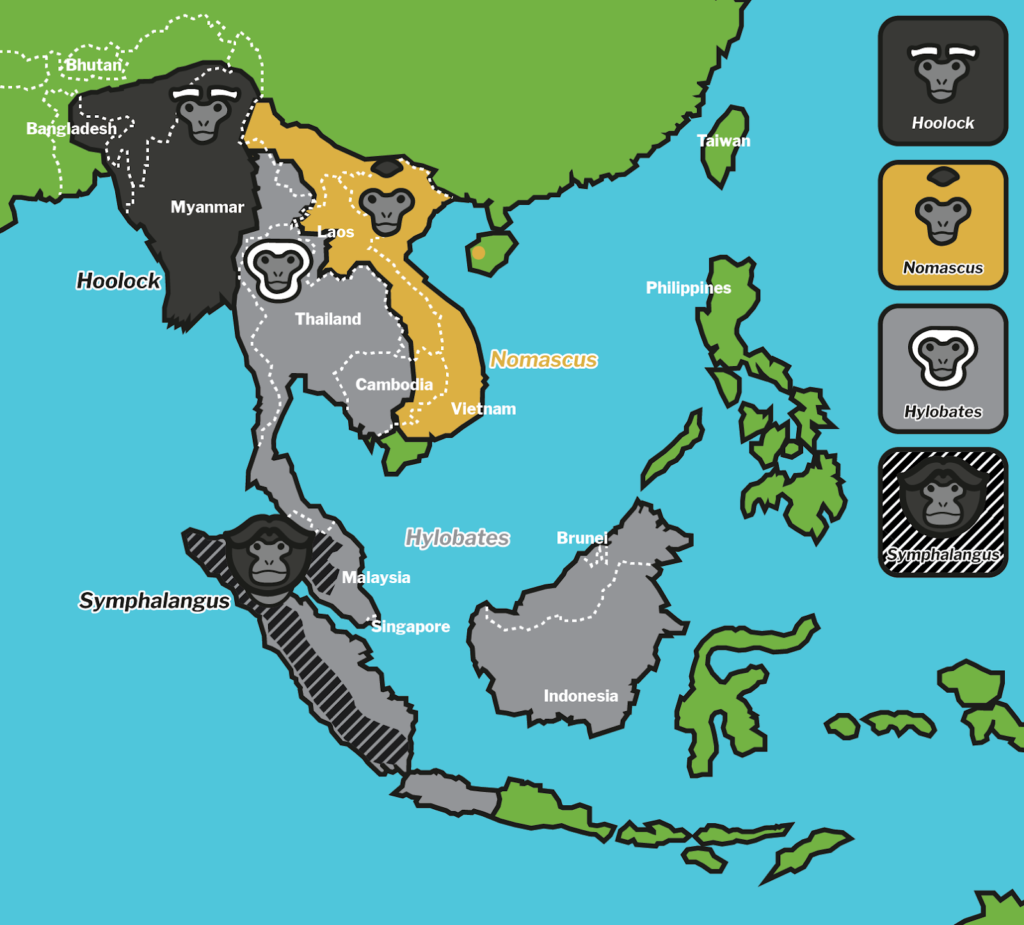 Bhutan
Bangladesh
Myanmar
Laos
Taiwan
Hoolock
Philippines
Thailand
Nomascus
Cambodia
Vietnam
Hylobates
Brunei
Malaysia
Symphalangus
Singapore
Indonesia
Hoolock
Nomascus
Hylobates
Symphalangus